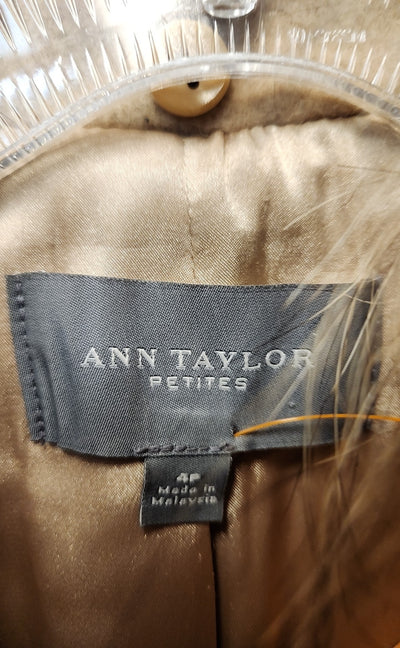 ANN TAYLOR
PETITES
4P
Made in
Malaysia